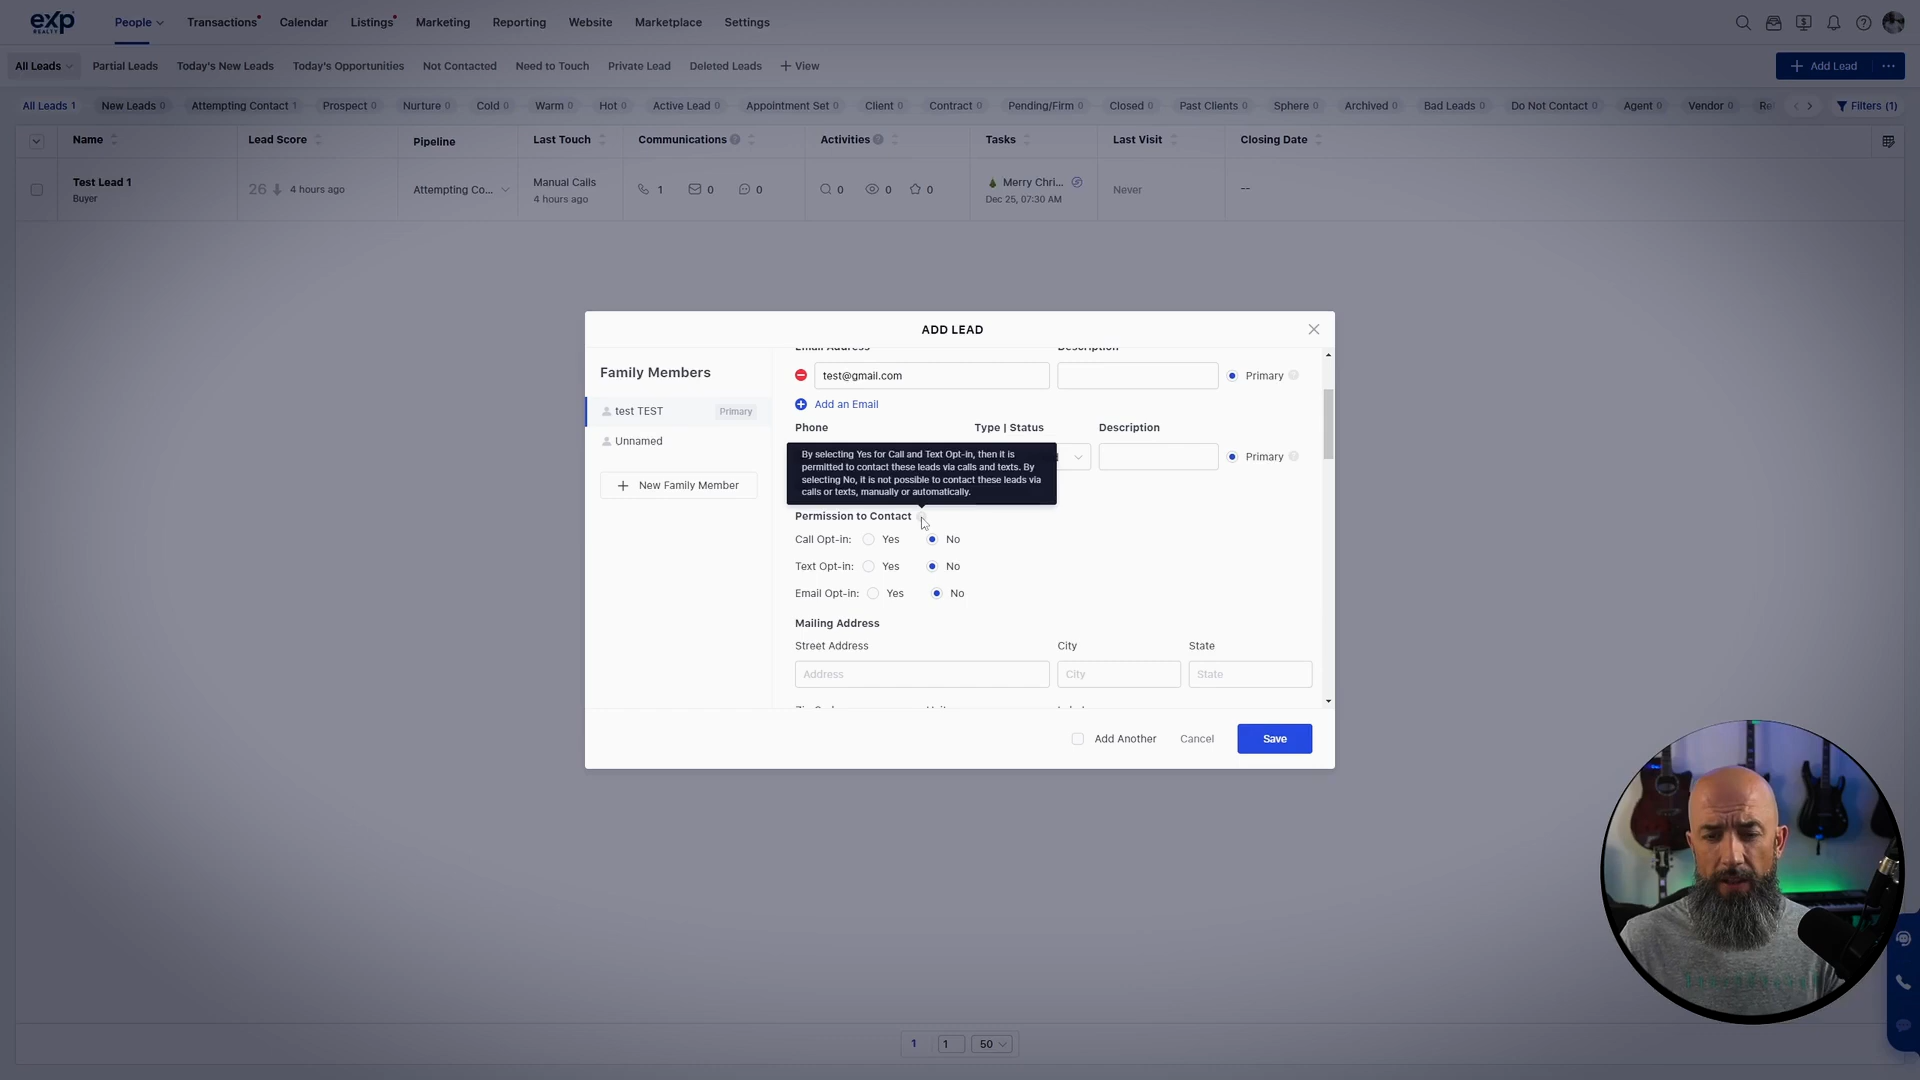 eXp
REALTY
People
Transactions
Calendar
Listings
Marketing
Reporting
Website
Marketplace
Settings
All Leads
Partial Leads
Today's New Leads
Today's Opportunities
Not Contacted
Need to Touch
Private Lead
Deleted Leads
+ View
+ Add Lead
All Leads 1
New Leads 0
Attempting Contact 1
Prospect 0
Nurture 0
Cold 0
Warm 0
Hot 0
Active Lead 0
Appointment Set 0
Client 0
Contract 0
Pending/Firm 0
Closed 0
Past Clients 0
Sphere 0
Archived 0
Bad Leads 0
Do Not Contact 0
Agent 0
Vendor 0
Re
Filters (1)
Name
Lead Score
Pipeline
Last Touch
Communications
Activities
Tasks
Last Visit
Closing Date
Test Lead 1
Buyer
26
4 hours ago
Attempting Co...
Manual Calls
4 hours ago
1
0
0
0
0
0
Merry Chri...
Dec 25, 07:30 AM
Never
--
ADD LEAD
Family Members
test TEST
Primary
Unnamed
+ New Family Member
Email Address
Description
test@gmail.com
Primary
Add an Email
Phone
Type | Status
Description
Primary
By selecting Yes for Call and Text Opt-in, then it is
permitted to contact these leads via calls and texts. By
selecting No, it is not possible to contact these leads via
calls or texts, manually or automatically.
Permission to Contact
Call Opt-in: Yes No
Text Opt-in: Yes No
Email Opt-in: Yes No
Mailing Address
Street Address
City
State
Address
City
State
Add Another
Cancel
Save
1
1
50